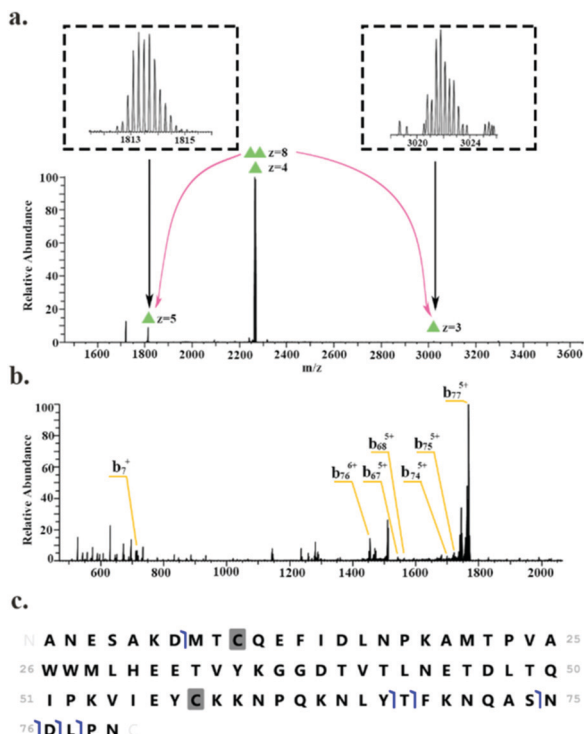 a.
1813 1815
3020 3024
z=8
z=4
100
80
60
40
20
0
Relative Abundance
z=5
z=3
1600 1800 2000 2200 2400 2600 2800 3000 3200 3400 3600
m/z
b.
100
80
60
40
20
0
Relative Abundance
b77 5+
b68 5+
b75 5+
b7 +
b76 6+
b67 5+
b74 5+
600 800 1000 1200 1400 1600 1800 2000
c.
N A N E S A K D M T C Q E F I D L N P K A M T P V A 25
26 W W M L H E E T V Y K G G D T V T L N E T D L T Q 50
51 I P K V I E Y C K K N P Q K N L Y T F K N Q A S N 75
76 D L P N C